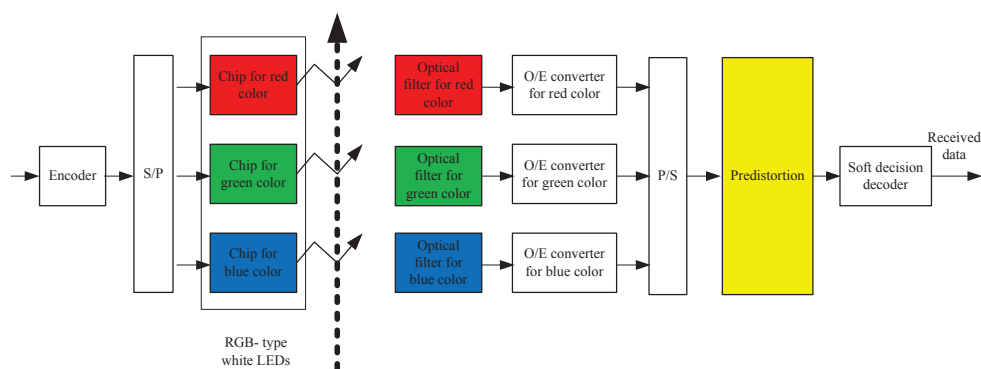 Encoder
S/P
Chip for red
color
Chip for
green color
Chip for
blue color
RGB- type
white LEDs
Optical
filter for red
color
Optical
filter for
green color
Optical
filter for
blue color
O/E converter
for red color
O/E converter
for green color
O/E converter
for blue color
P/S
Predistortion
Soft decision
decoder
Received
data